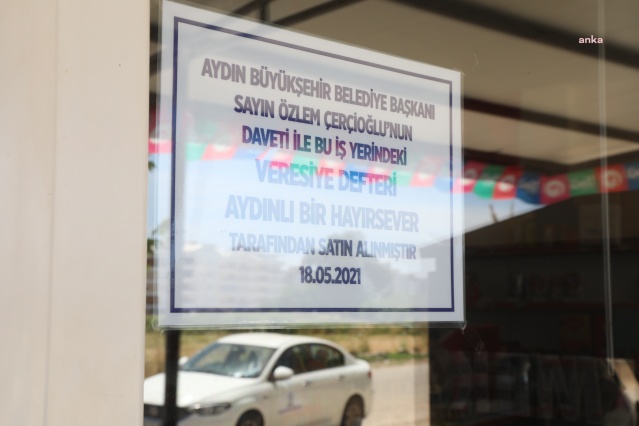 anka
AYDIN BÜYÜKŞEHİR BELEDİYE BAŞKANI
SAYIN ÖZLEM ÇERÇİOĞLU'NUN
DAVETİ İLE BU İŞ YERİNDEKİ
VERESİYE DEFTERİ
AYDINLI BİR HAYIRSEVER
TARAFINDAN SATIN ALINMIŞTIR
18.05.2021